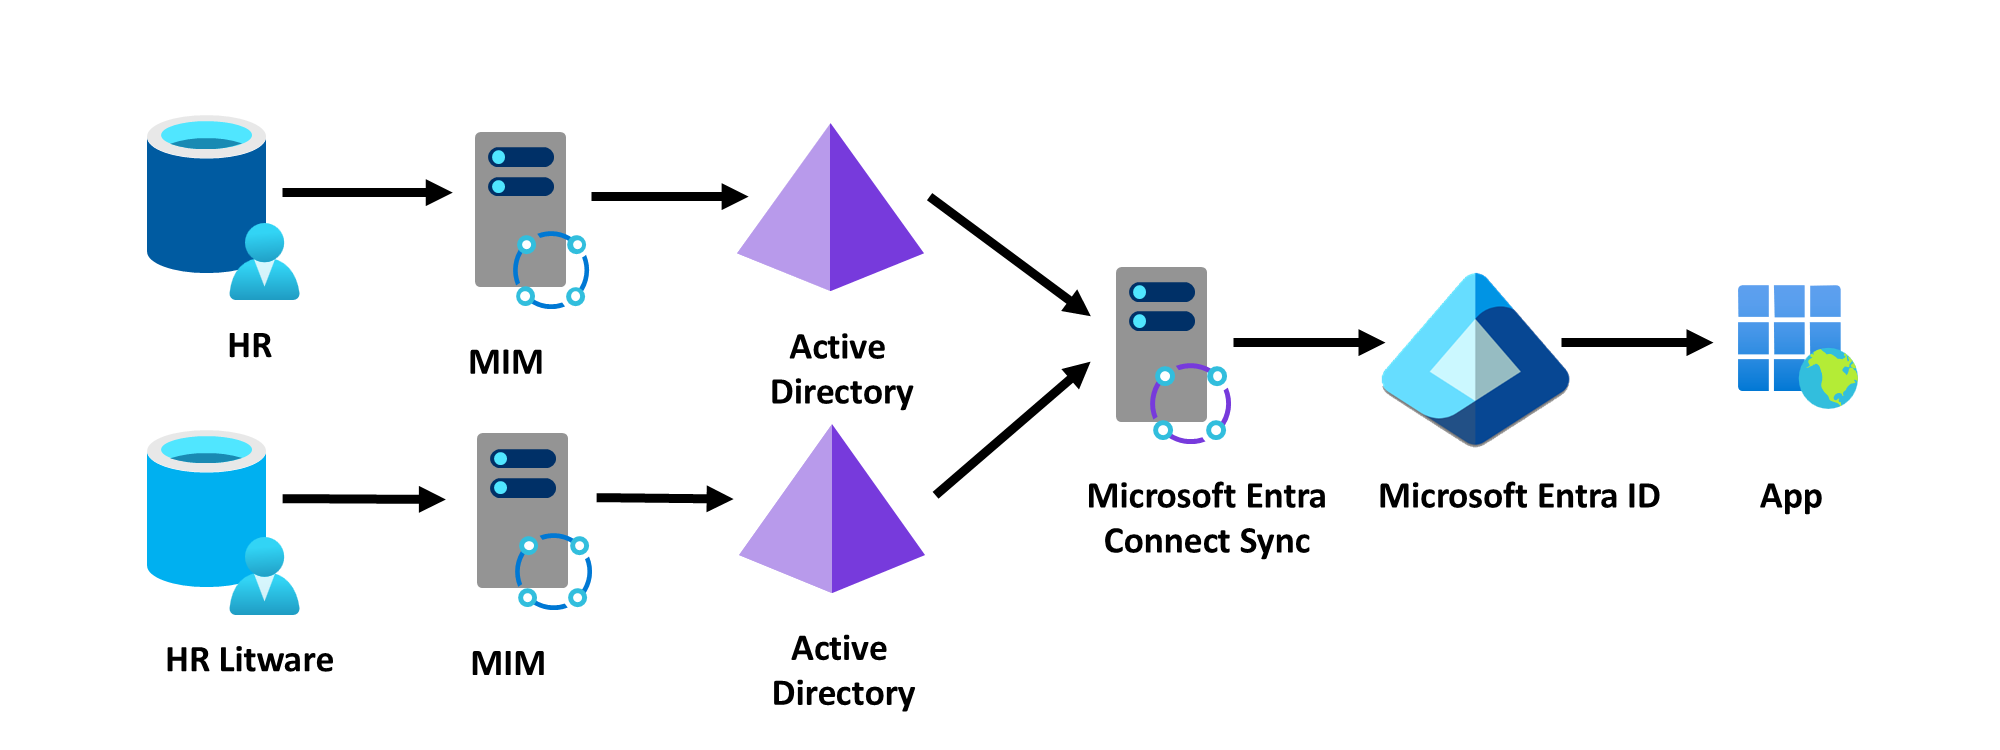 HR
MIM
Active
Directory
HR Litware
MIM
Active
Directory
Microsoft Entra
Connect Sync
Microsoft Entra ID
App